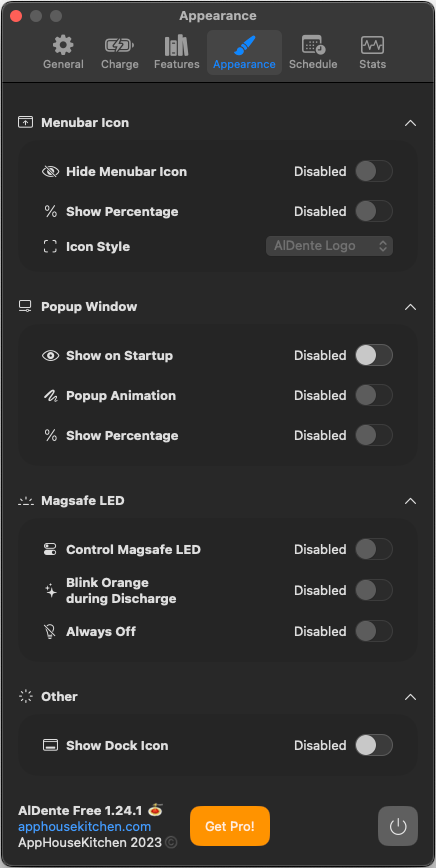 Appearance
General
Charge
Features
Appearance
Schedule
Stats
Menubar Icon
Hide Menubar Icon Disabled
Show Percentage Disabled
Icon Style AlDente Logo
Popup Window
Show on Startup Disabled
Popup Animation Disabled
Show Percentage Disabled
Magsafe LED
Control Magsafe LED Disabled
Blink Orange
during Discharge Disabled
Always Off Disabled
Other
Show Dock Icon Disabled
AlDente Free 1.24.1
apphousekitchen.com
AppHouseKitchen 2023 ©
Get Pro!